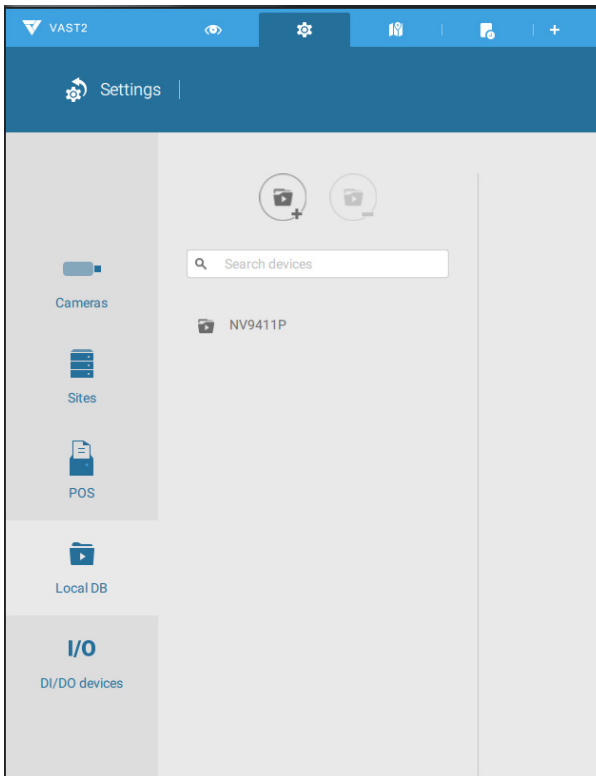 VAST2
Settings
Search devices
Cameras
NV9411P
Sites
POS
Local DB
I/O
DI/DO devices